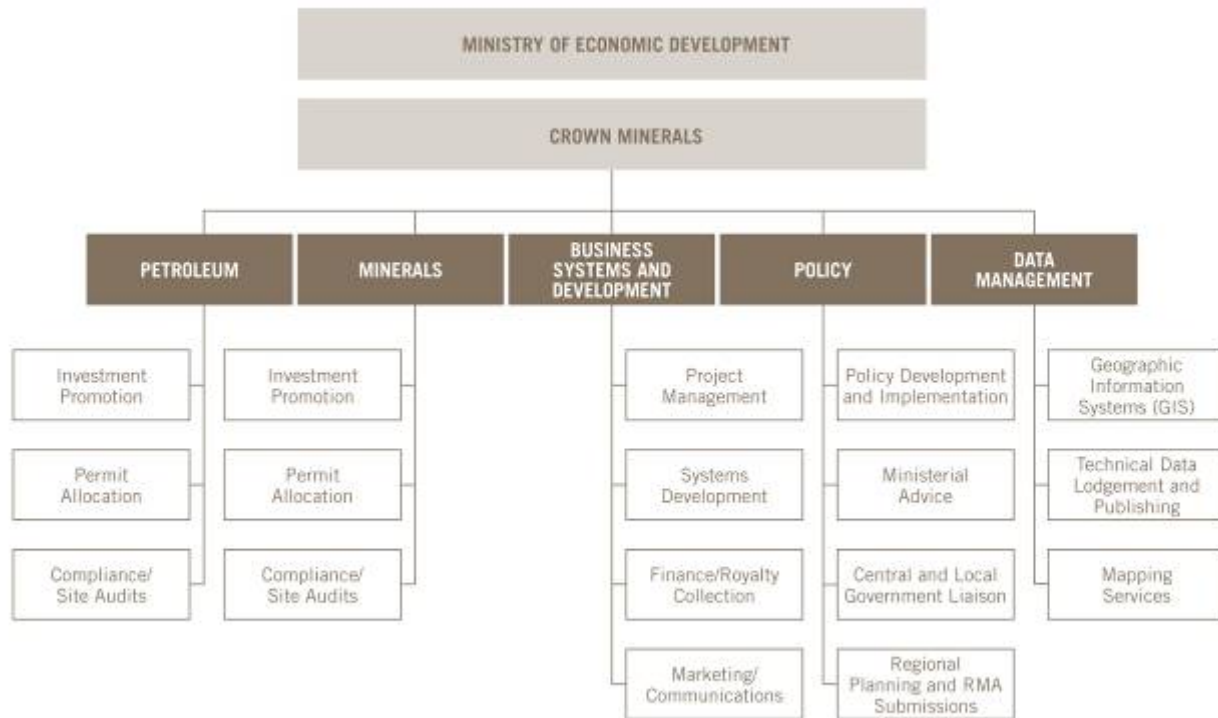 MINISTRY OF ECONOMIC DEVELOPMENT
CROWN MINERALS
PETROLEUM
MINERALS
BUSINESS
SYSTEMS AND
DEVELOPMENT
POLICY
DATA
MANAGEMENT
Investment
Promotion
Permit
Allocation
Compliance/
Site Audits
Investment
Promotion
Permit
Allocation
Compliance/
Site Audits
Project
Management
Systems
Development
Finance/Royalty
Collection
Marketing/
Communications
Policy Development
and Implementation
Ministerial
Advice
Central and Local
Government Liaison
Regional
Planning and RMA
Submissions
Geographic
Information
Systems (GIS)
Technical Data
Lodgement and
Publishing
Mapping
Services